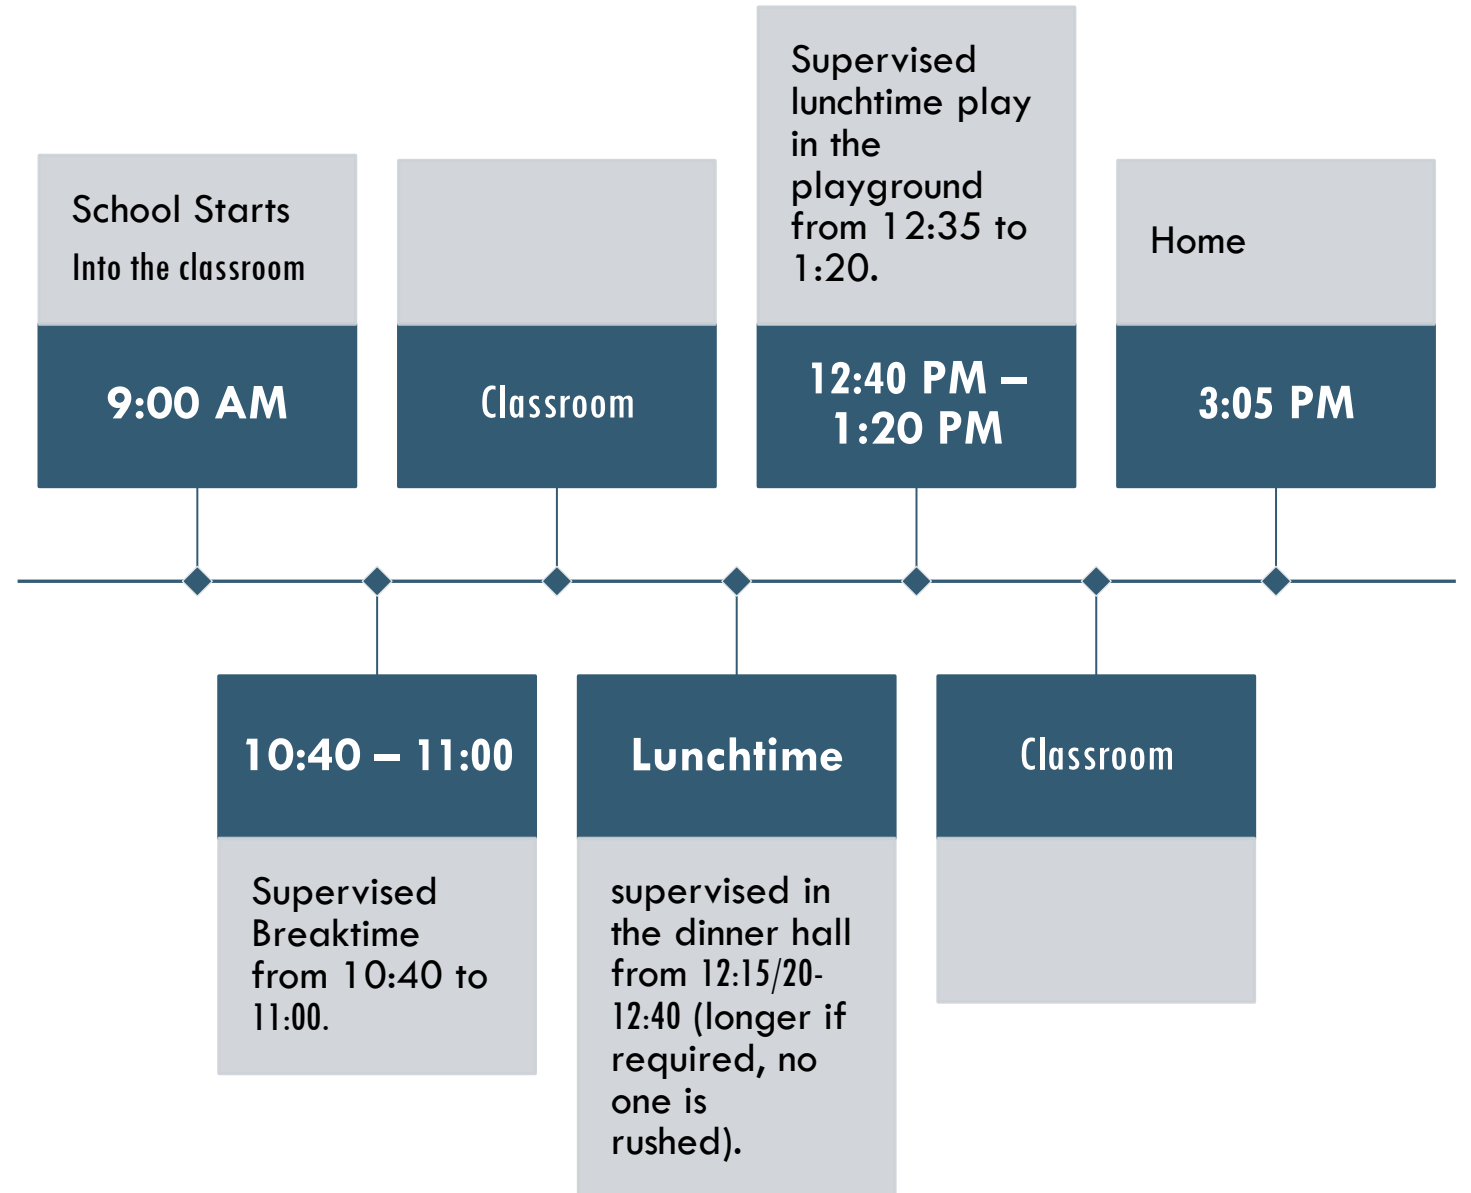 School Starts
Into the classroom
9:00 AM
10:40 – 11:00
Supervised
Breaktime
from 10:40 to
11:00.
Classroom
Lunchtime
supervised in
the dinner hall
from 12:15/20-
12:40 (longer if
required, no
one is
rushed).
Supervised
lunchtime play
in the
playground
from 12:35 to
1:20.
12:40 PM –
1:20 PM
Classroom
Home
3:05 PM